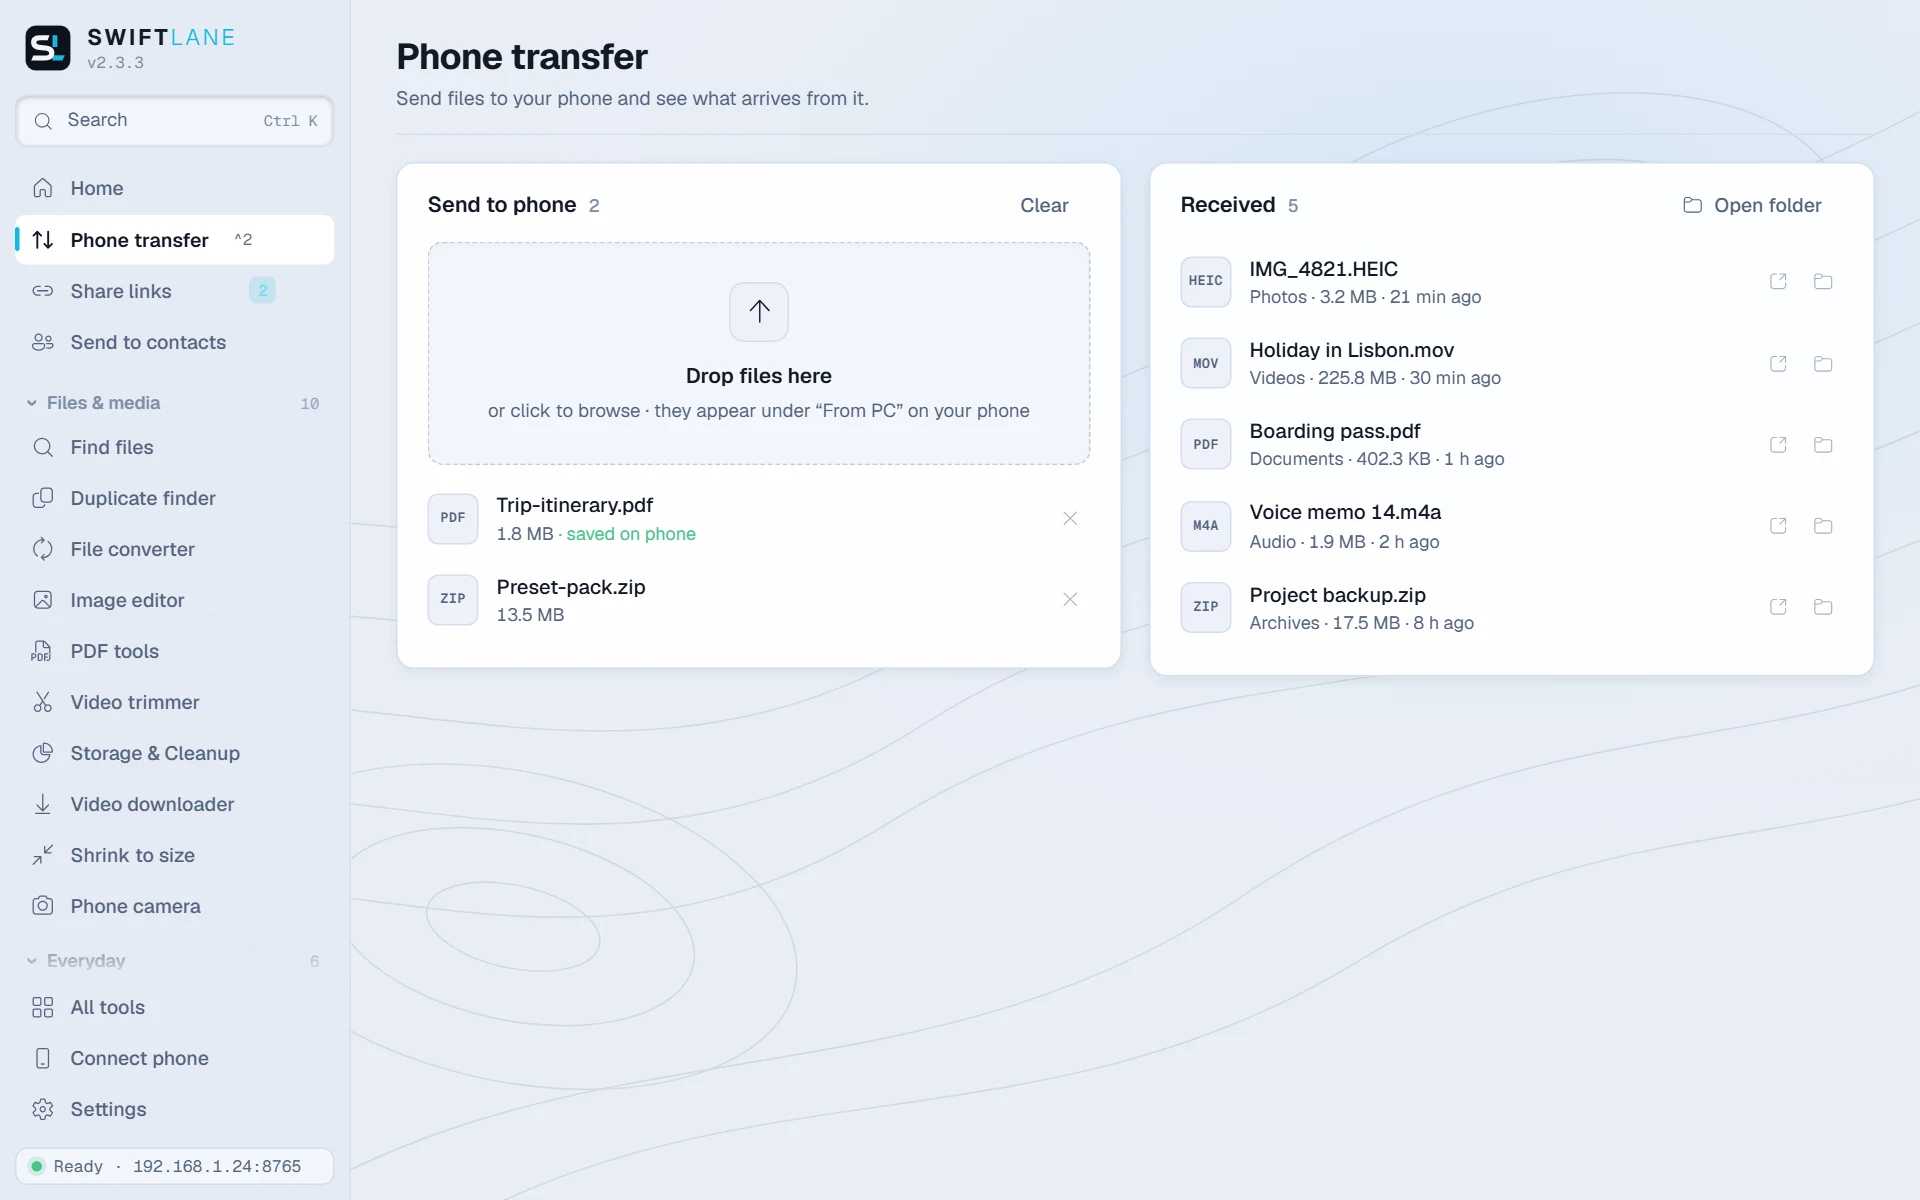 SWIFTLANE
v2.3.3
Search Ctrl K
Home
Phone transfer ^2
Share links 2
Send to contacts
Files & media 10
Find files
Duplicate finder
File converter
Image editor
PDF tools
Video trimmer
Storage & Cleanup
Video downloader
Shrink to size
Phone camera
Everyday 6
All tools
Connect phone
Settings
Ready · 192.168.1.24:8765
Phone transfer
Send files to your phone and see what arrives from it.
Send to phone 2 Clear
Drop files here
or click to browse · they appear under “From PC” on your phone
PDF
Trip-itinerary.pdf
1.8 MB · saved on phone
ZIP
Preset-pack.zip
13.5 MB
Received 5 Open folder
HEIC
IMG_4821.HEIC
Photos · 3.2 MB · 21 min ago
MOV
Holiday in Lisbon.mov
Videos · 225.8 MB · 30 min ago
PDF
Boarding pass.pdf
Documents · 402.3 KB · 1 h ago
M4A
Voice memo 14.m4a
Audio · 1.9 MB · 2 h ago
ZIP
Project backup.zip
Archives · 17.5 MB · 8 h ago